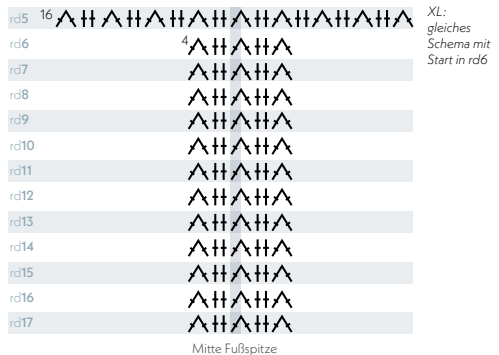 rd5 16
XL:
gleiches
Schema mit
Start in rd6
rd6 4
rd7
rd8
rd9
rd10
rd11
rd12
rd13
rd14
rd15
rd16
rd17
Mitte Fußspitze